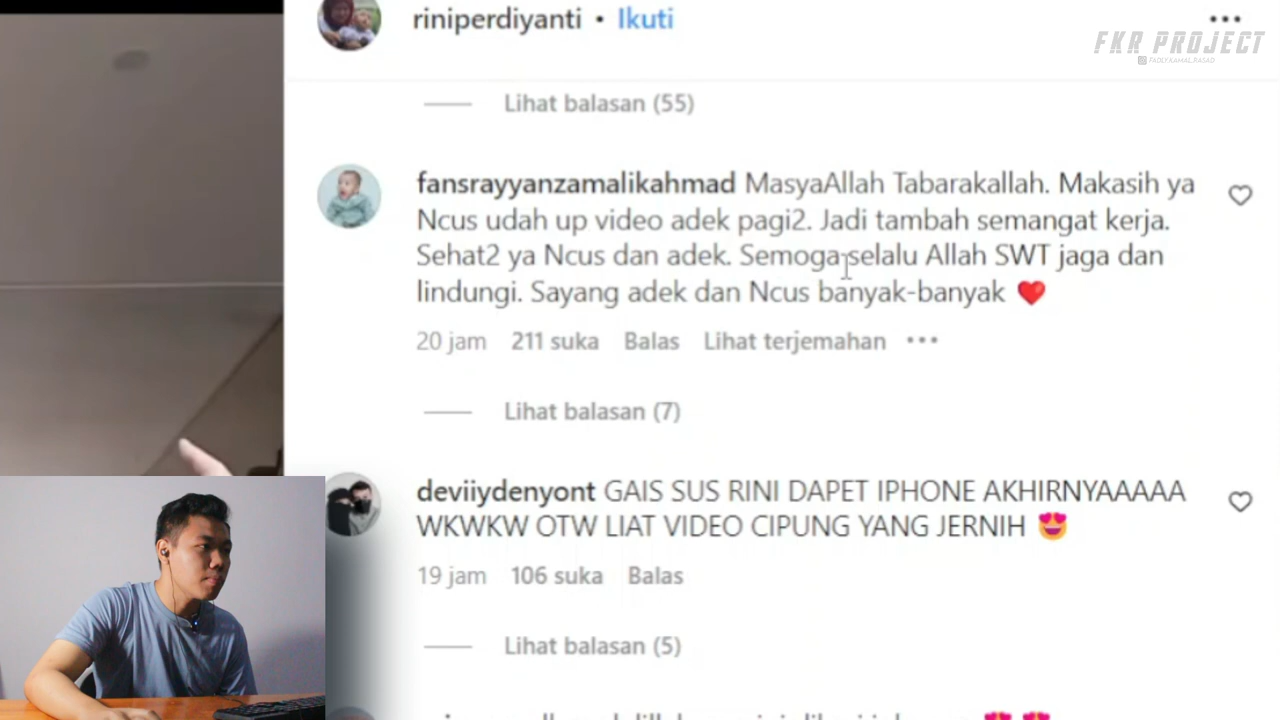 riniperdiyanti • Ikuti
FKR PROJECT
FADLY.KAMAL.RASAD
Lihat balasan (55)
fansrayyanzamalikahmad MasyaAllah Tabarakallah. Makasih ya
Ncus udah up video adek pagi2. Jadi tambah semangat kerja.
Sehat2 ya Ncus dan adek. Semoga selalu Allah SWT jaga dan
lindungi. Sayang adek dan Ncus banyak-banyak ❤️
20 jam 211 suka Balas Lihat terjemahan •••
Lihat balasan (7)
deviiydenyont GAIS SUS RINI DAPET IPHONE AKHIRNYAAAAA
WKWKW OTW LIAT VIDEO CIPUNG YANG JERNIH 😍
19 jam 106 suka Balas
Lihat balasan (5)